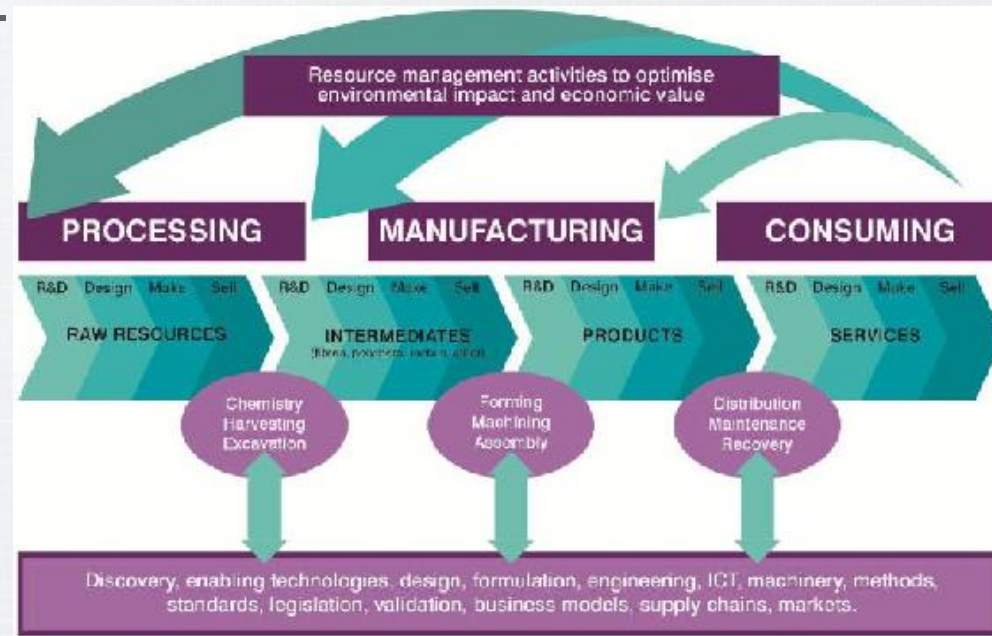 Resource management activities to optimise
environmental impact and economic value
PROCESSING
MANUFACTURING
CONSUMING
R&D Design Make Sell
R&D Design Make Sell
R&D Design Make Sell
R&D Design Make Sell
RAW RESOURCES
INTERMEDIATES
PRODUCTS
SERVICES
Chemistry
Harvesting
Excavation
Forming
Machining
Assembly
Distribution
Maintenance
Recovery
Discovery, enabling technologies, design, formulation, engineering, ICT, machinery, methods,
standards, legislation, validation, business models, supply chains, markets.